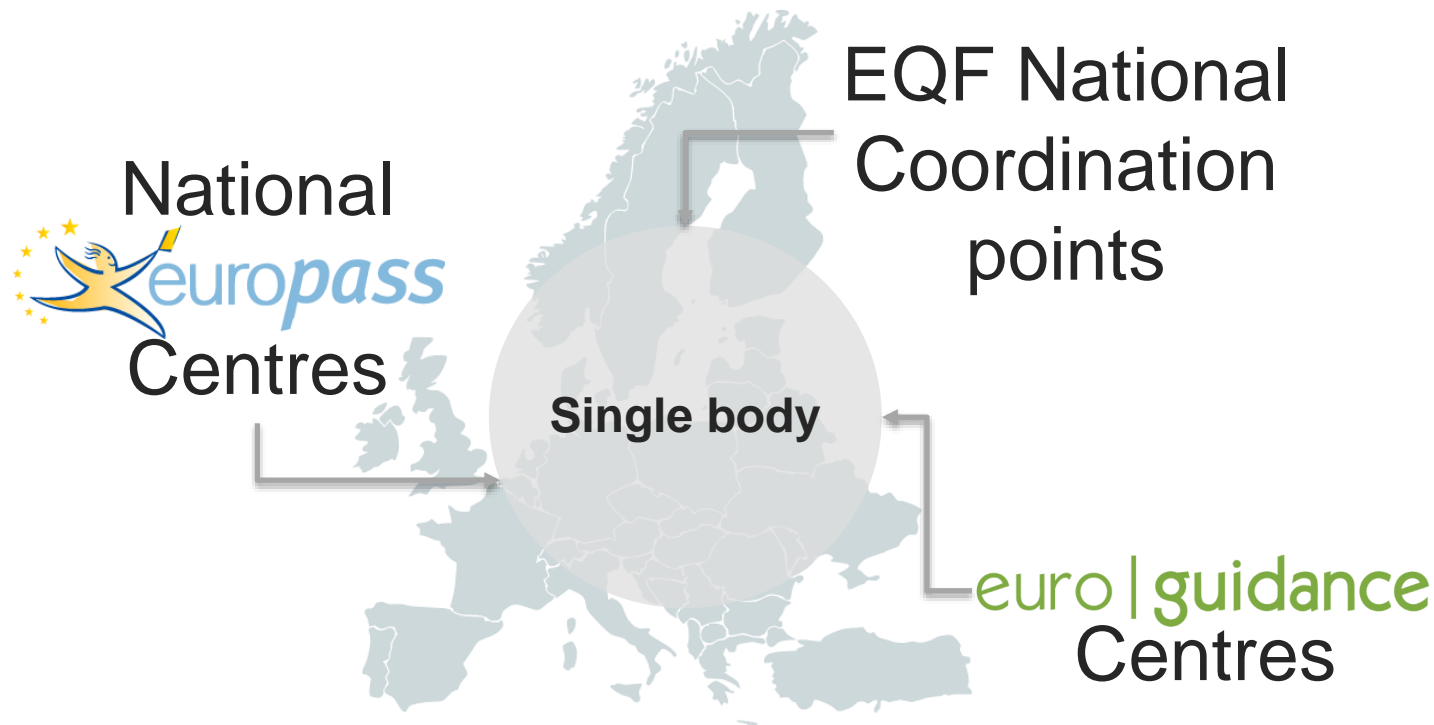 National
europass
Centres
EQF National
Coordination
points
Single body
euro|guidance
Centres